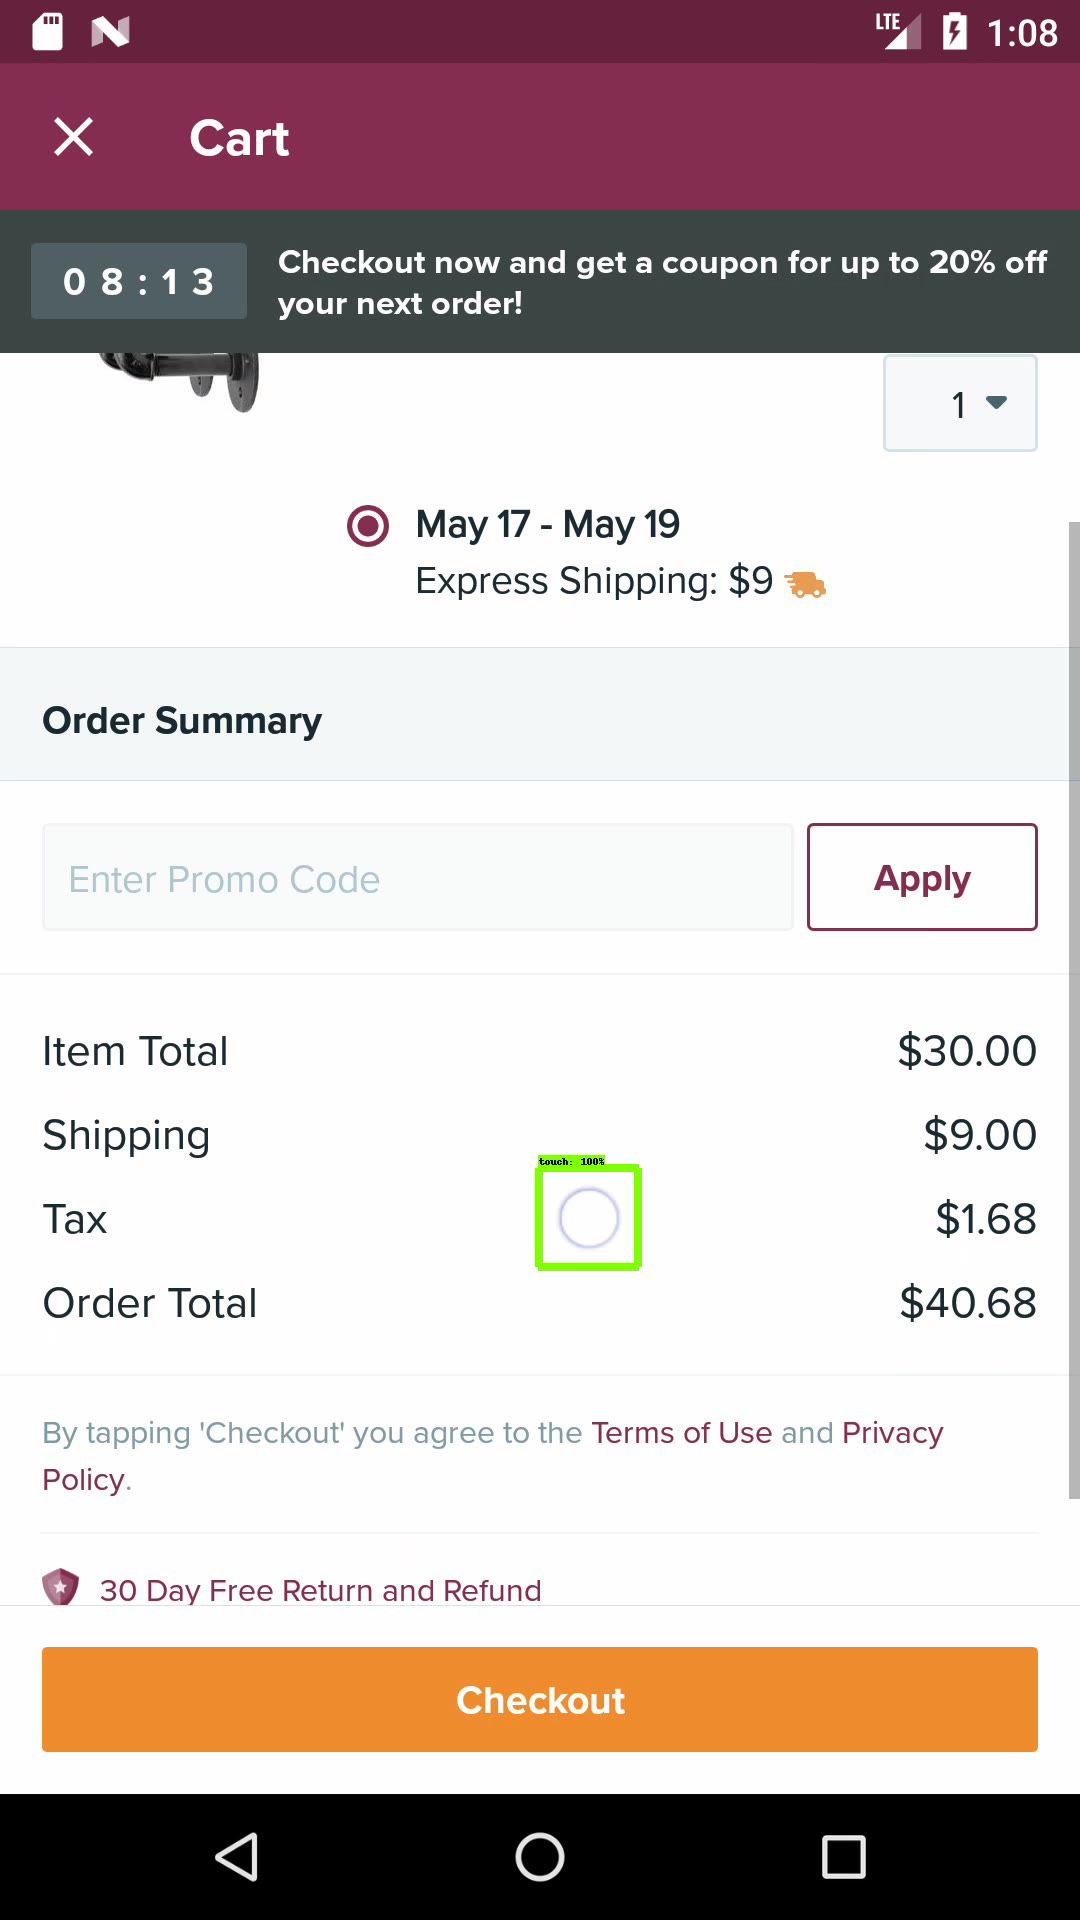 LTE
1:08
Cart
08:13
Checkout now and get a coupon for up to 20% off
your next order!
1
May 17 - May 19
Express Shipping: $9
Order Summary
Enter Promo Code
Apply
Item Total $30.00
Shipping $9.00
touch: 100%
Tax $1.68
Order Total $40.68
By tapping 'Checkout' you agree to the Terms of Use and Privacy
Policy.
30 Day Free Return and Refund
Checkout